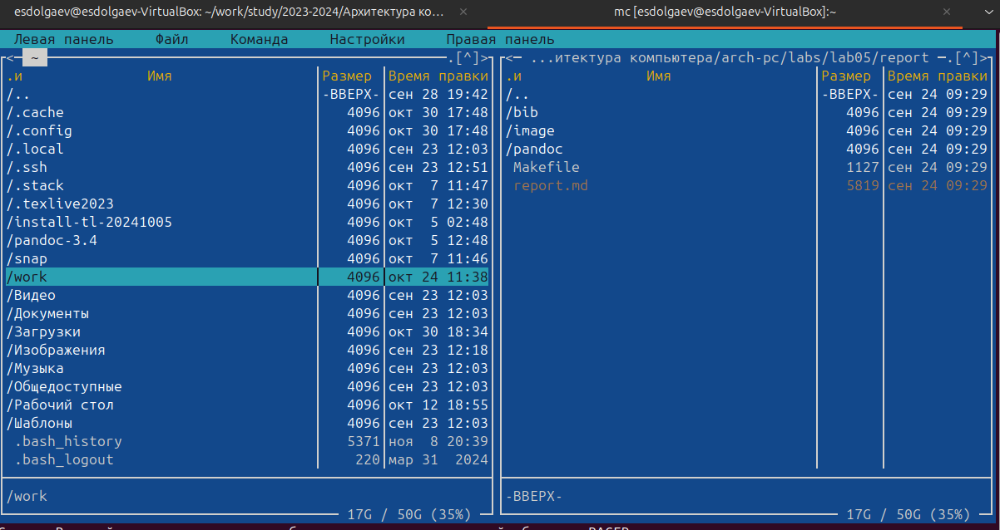 esdolgaev@esdolgaev-VirtualBox: ~/work/study/2023-2024/Архитектура ко... × mc [esdolgaev@esdolgaev-VirtualBox]:~ ×
Левая панель Файл Команда Настройки Правая панель
<— ~ .[^]>
.и Имя Размер Время правки
/.. -ВВЕРХ- сен 28 19:42
/.cache 4096 окт 30 17:48
/.config 4096 окт 30 17:48
/.local 4096 сен 23 12:03
/.ssh 4096 сен 23 12:51
/.stack 4096 окт 7 11:47
/.texlive2023 4096 окт 7 12:30
/install-tl-20241005 4096 окт 5 02:48
/pandoc-3.4 4096 окт 5 12:48
/snap 4096 окт 7 11:46
/work 4096 окт 24 11:38
/Видео 4096 сен 23 12:03
/Документы 4096 сен 23 12:03
/Загрузки 4096 окт 30 18:34
/Изображения 4096 сен 23 12:18
/Музыка 4096 сен 23 12:03
/Общедоступные 4096 сен 23 12:03
/Рабочий стол 4096 окт 12 18:55
/Шаблоны 4096 сен 23 12:03
.bash_history 5371 ноя 8 20:39
.bash_logout 220 мар 31 2024
/work
17G / 50G (35%)
<— ...итектура компьютера/arch-pc/labs/lab05/report —.[^]>
.и Имя Размер Время правки
/.. -ВВЕРХ- сен 24 09:29
/bib 4096 сен 24 09:29
/image 4096 сен 24 09:29
/pandoc 4096 сен 24 09:29
Makefile 1127 сен 24 09:29
report.md 5819 сен 24 09:29
-ВВЕРХ-
17G / 50G (35%)